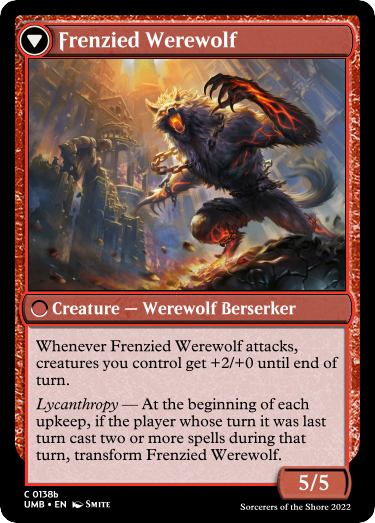 Frenzied Werewolf
Creature — Werewolf Berserker
Whenever Frenzied Werewolf attacks,
creatures you control get +2/+0 until end of
turn.
Lycanthropy — At the beginning of each
upkeep, if the player whose turn it was last
turn cast two or more spells during that
turn, transform Frenzied Werewolf.
5/5
C 0138b
UMB • EN SMITE
Sorcerers of the Shore 2022